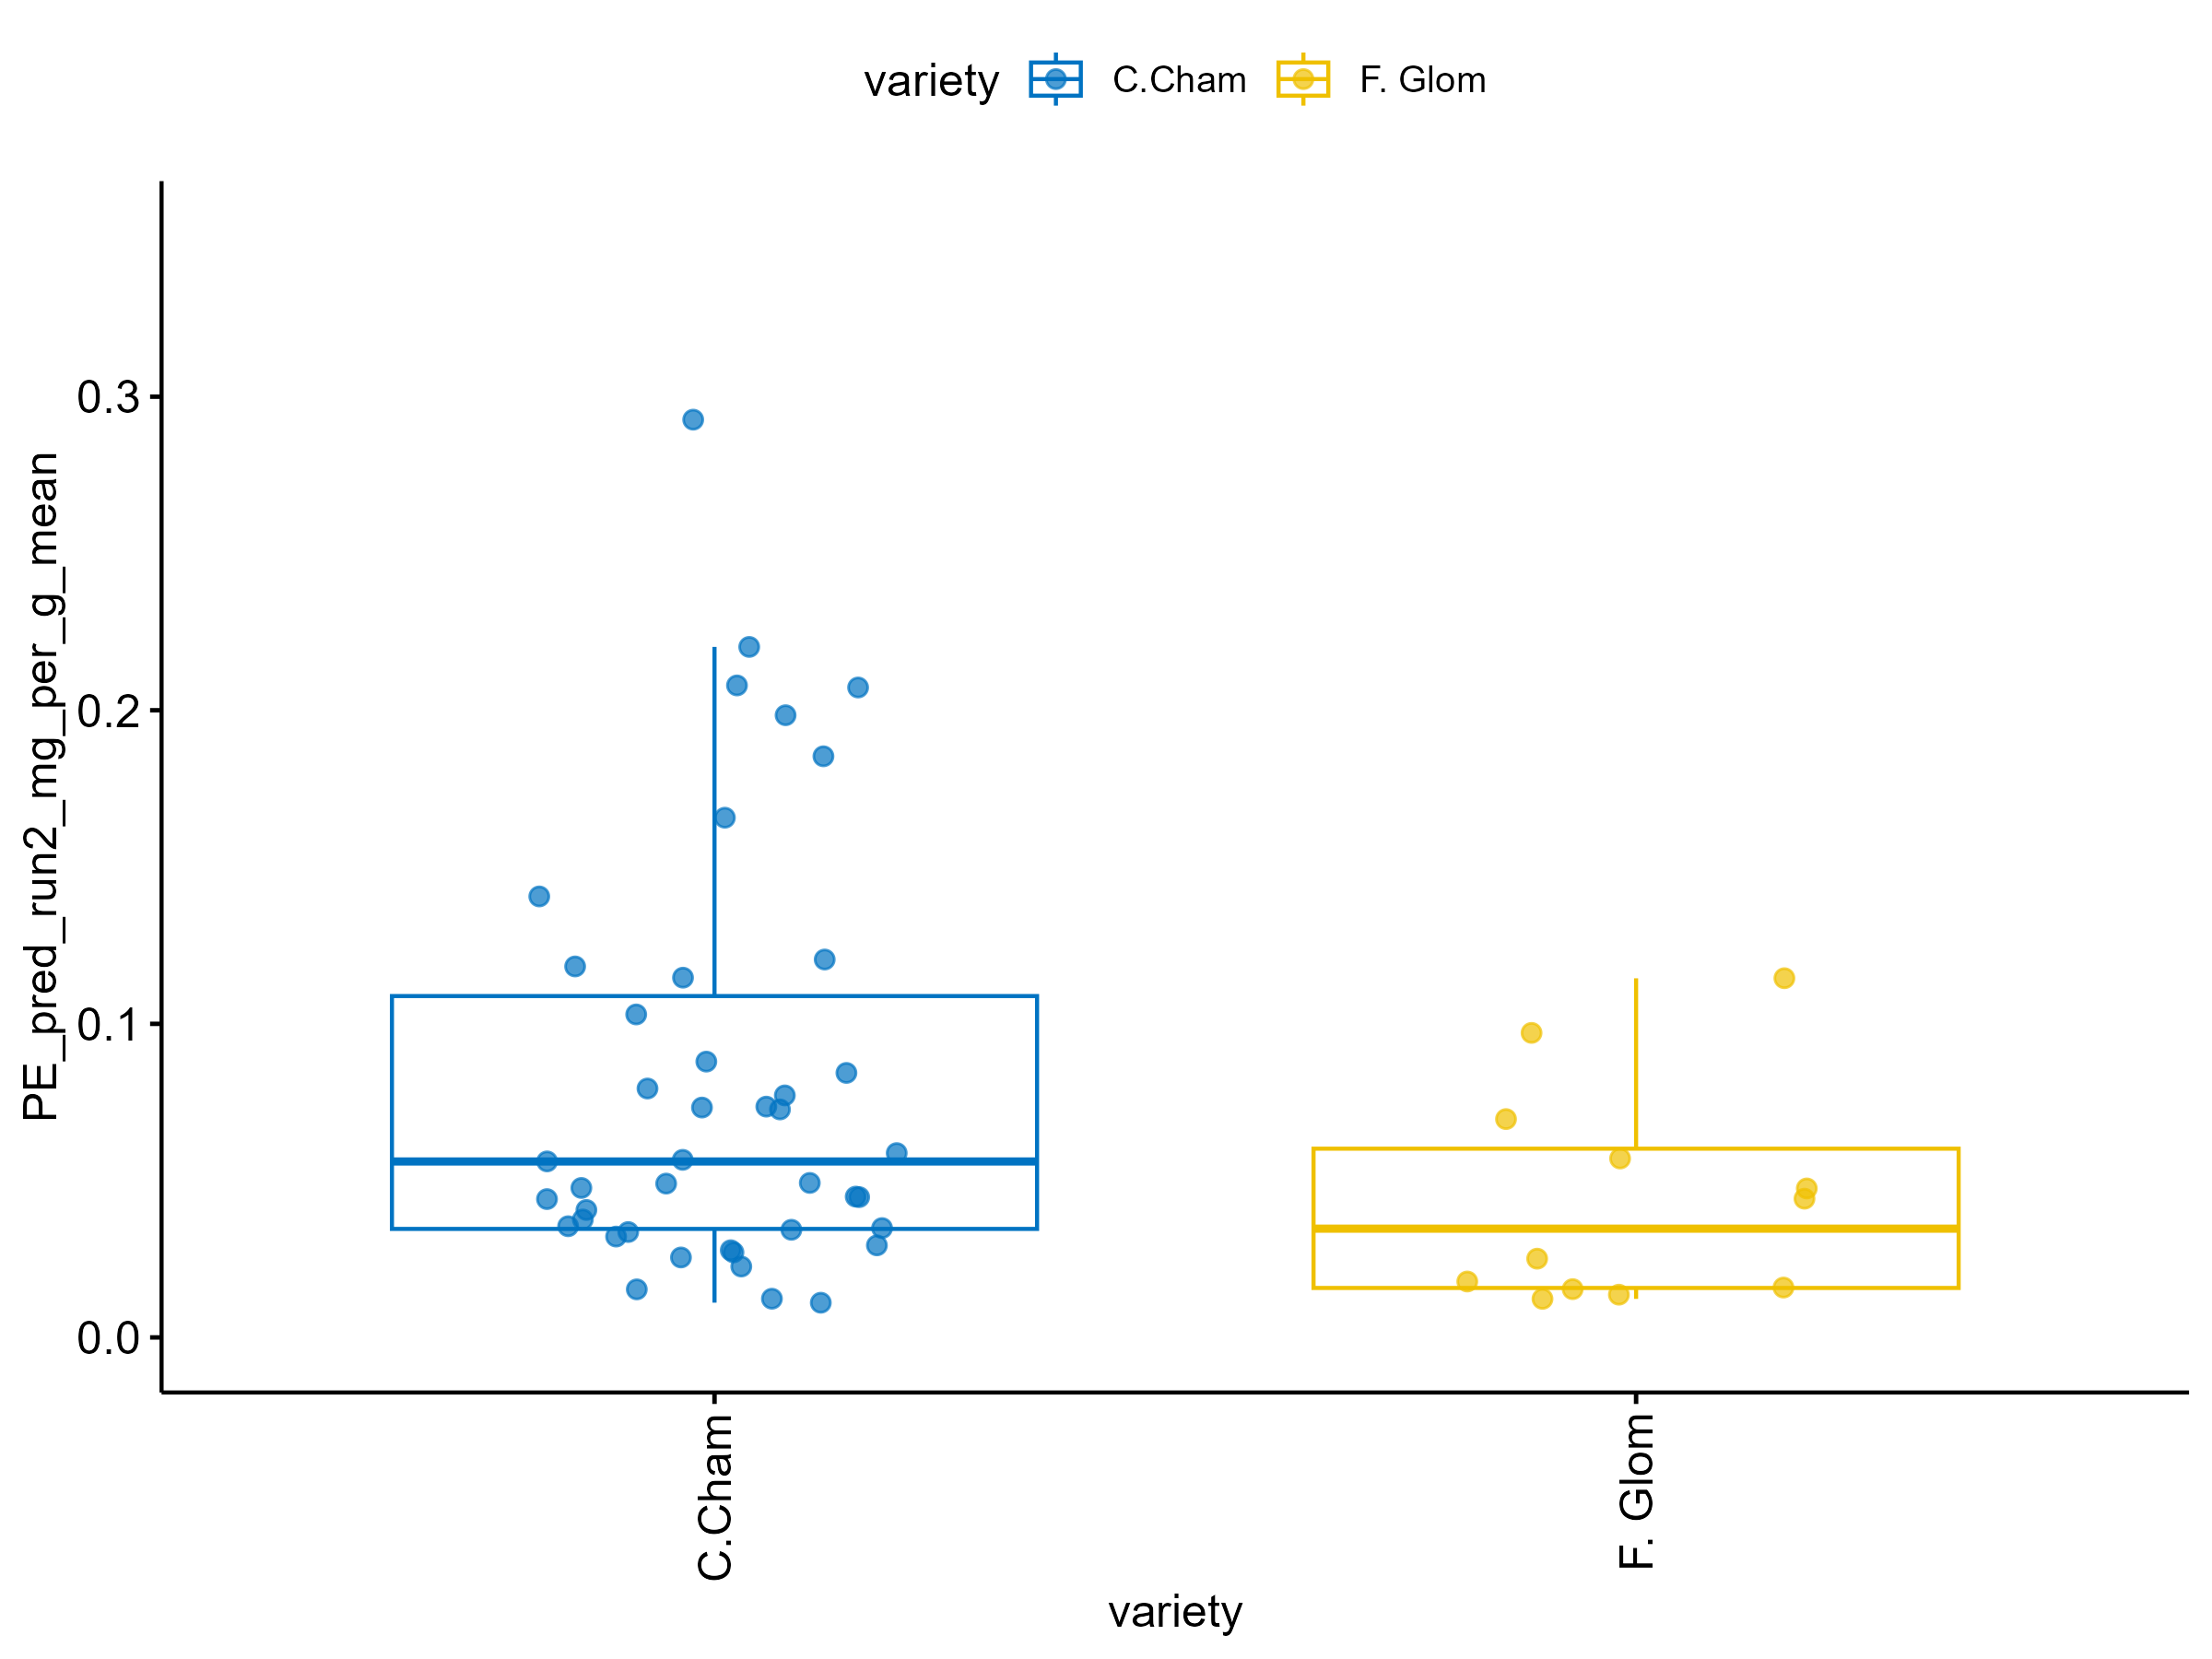 variety C.Cham F. Glom
PE_pred_run2_mg_per_g_mean
0.3
0.2
0.1
0.0
C.Cham
F. Glom
variety